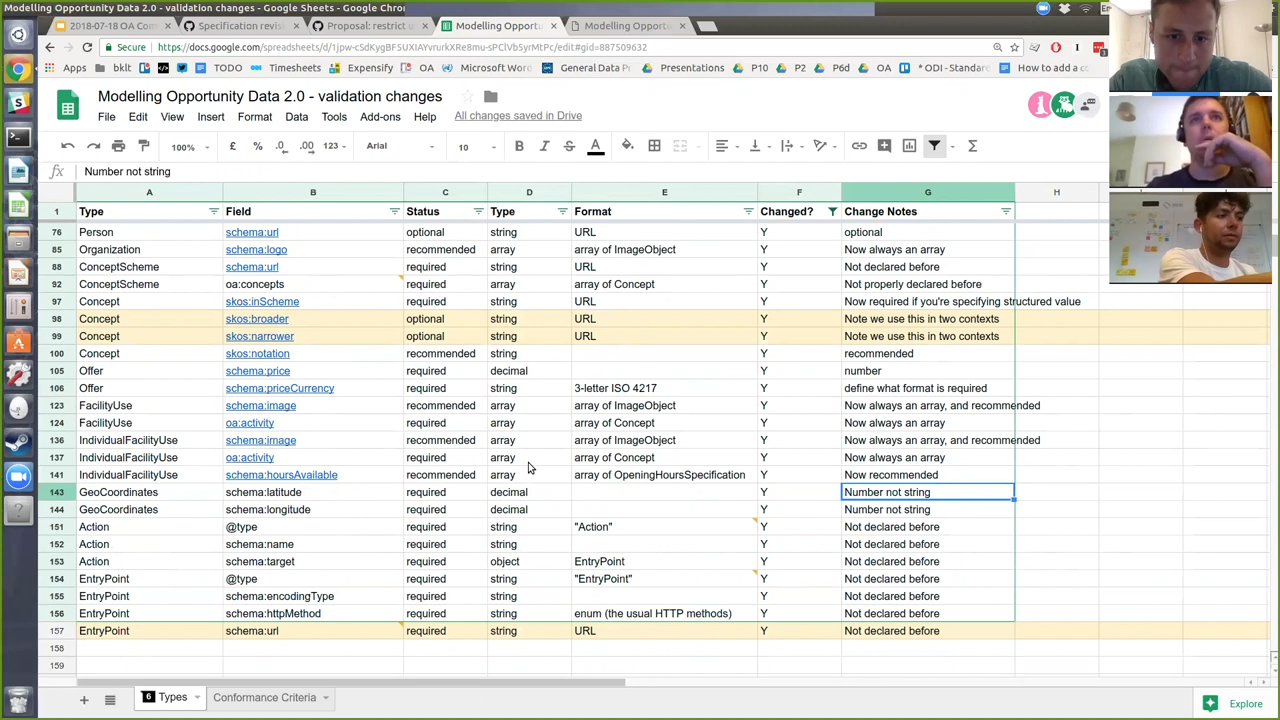 Modelling Opportunity Data 2.0 - validation changes - Google Sheets - Google Chro
2018-07-18 OA Com
Specification revis
Proposal: restrict
Modelling Opport
Modelling Opport
Secure
Apps bklt TODO Timesheets Expensify OA Microsoft Word General Data P Presentations P10 P2 P6d OA * ODI - Standar How to add a c
Modelling Opportunity Data 2.0 - validation changes
File Edit View Insert Format Data Tools Add-ons Help All changes saved in Drive
100% £ % .0 .00 123 Arial 10 B I S A
fx Number not string
A B C D E F G H
1 Type Field Status Type Format Changed? Change Notes
76 Person schema:url optional string URL Y optional
85 Organization schema:logo recommended array array of ImageObject Y Now always an array
88 ConceptScheme schema:url required string URL Y Not declared before
92 ConceptScheme oa:concepts required array array of Concept Y Not properly declared before
97 Concept skos:inScheme required string URL Y Now required if you're specifying structured value
98 Concept skos:broader optional string URL Y Note we use this in two contexts
99 Concept skos:narrower optional string URL Y Note we use this in two contexts
100 Concept skos:notation recommended string Y recommended
105 Offer schema:price required decimal Y number
106 Offer schema:priceCurrency required string 3-letter ISO 4217 Y define what format is required
123 FacilityUse schema:image recommended array array of ImageObject Y Now always an array, and recommended
124 FacilityUse oa:activity required array array of Concept Y Now always an array
136 IndividualFacilityUse schema:image recommended array array of ImageObject Y Now always an array, and recommended
137 IndividualFacilityUse oa:activity required array array of Concept Y Now always an array
141 IndividualFacilityUse schema:hoursAvailable recommended array array of OpeningHoursSpecification Y Now recommended
143 GeoCoordinates schema:latitude required decimal Y Number not string
144 GeoCoordinates schema:longitude required decimal Y Number not string
151 Action @type required string "Action" Y Not declared before
152 Action schema:name required string Y Not declared before
153 Action schema:target required object EntryPoint Y Not declared before
154 EntryPoint @type required string "EntryPoint" Y Not declared before
155 EntryPoint schema:encodingType required string Y Not declared before
156 EntryPoint schema:httpMethod required string enum (the usual HTTP methods) Y Not declared before
157 EntryPoint schema:url required string URL Y Not declared before
158
159
6 Types Conformance Criteria Explore